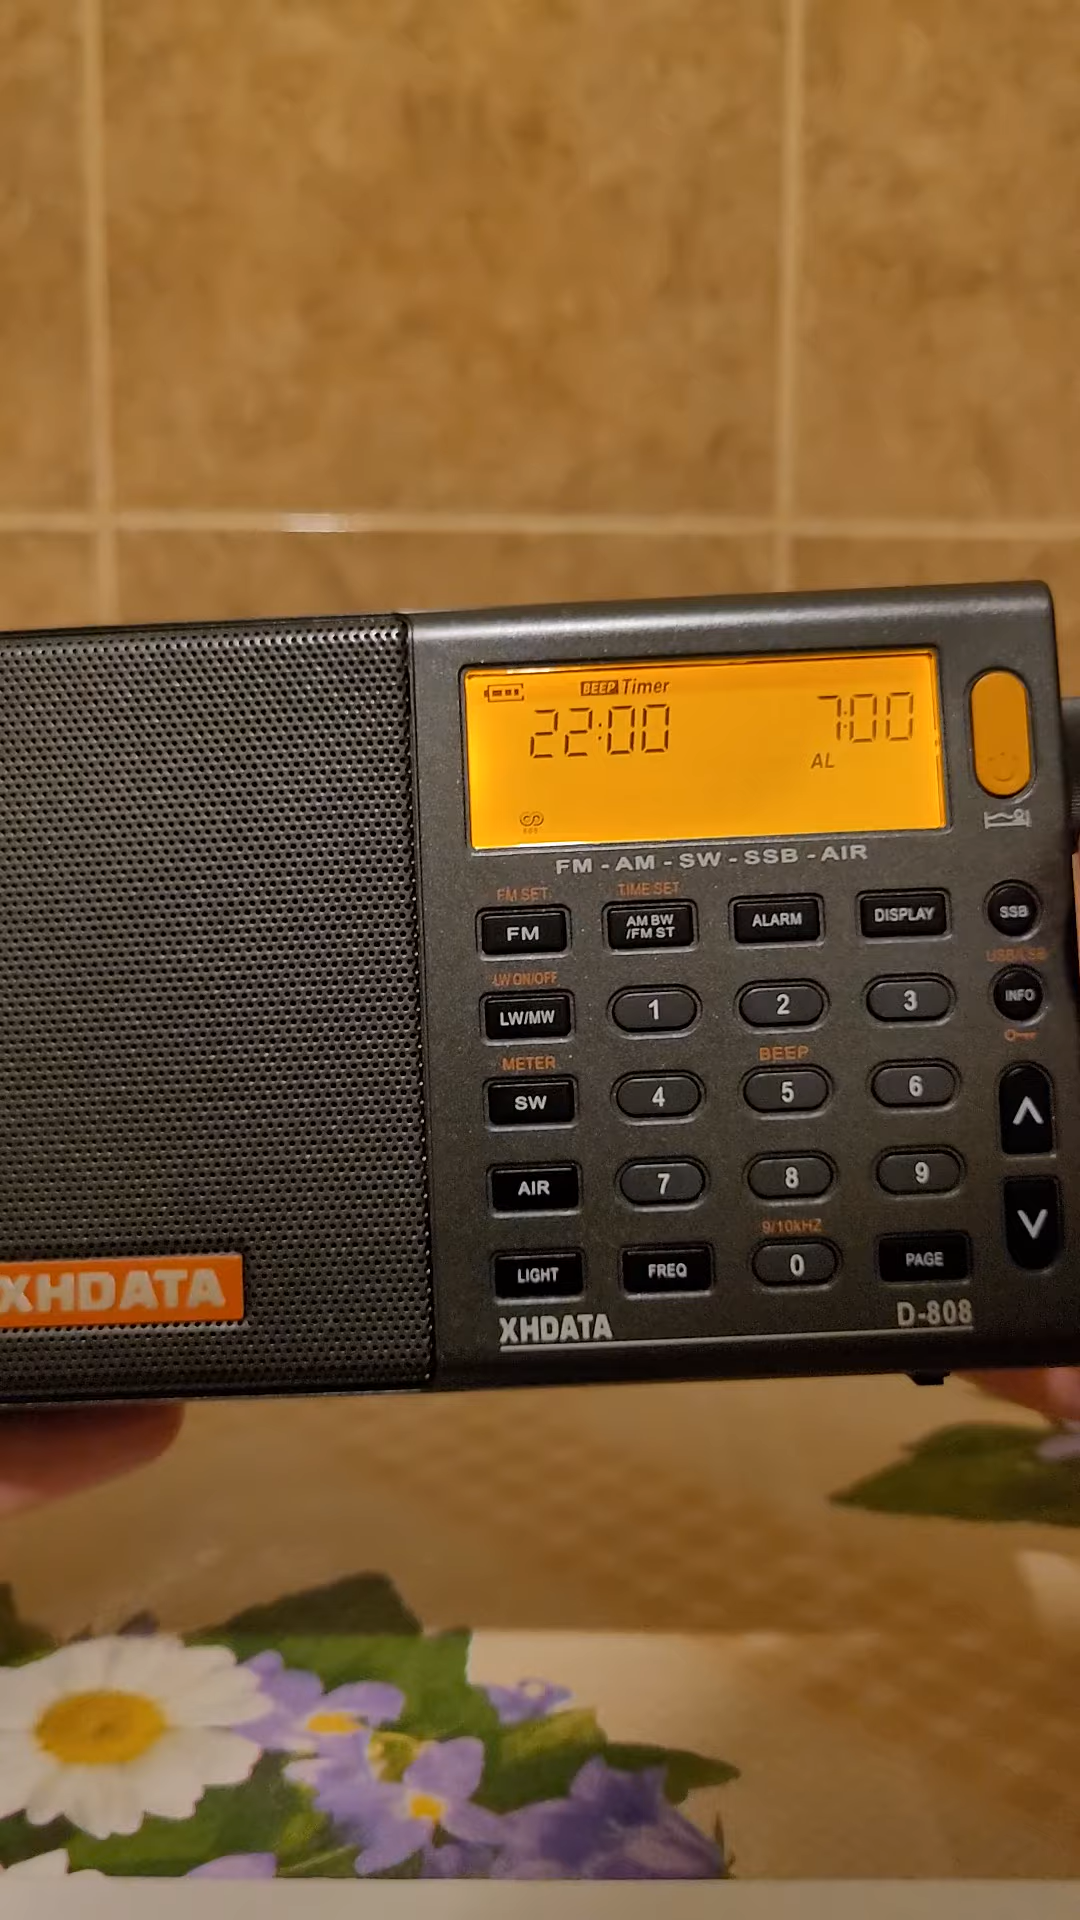 BEEP Timer
22:00 7:00
AL
FM - AM - SW - SSB - AIR
FM SET TIME SET
FM AM BW /FM ST ALARM DISPLAY SSB
LW ON/OFF USB/LSB
LW/MW 1 2 3 INFO
METER BEEP
SW 4 5 6
AIR 7 8 9
9/10kHz
LIGHT FREQ 0 PAGE
XHDATA
XHDATA D-808